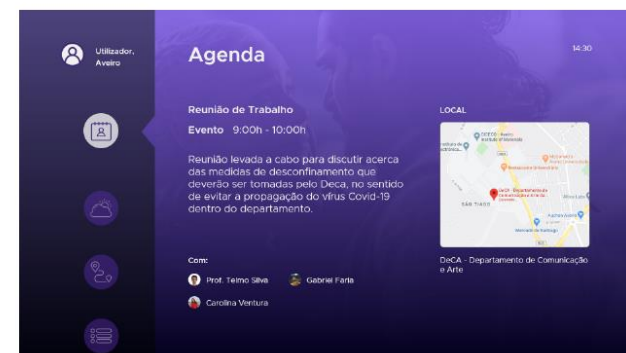 Utilizador,
Aveiro
Agenda
14:30
Reunião de Trabalho
Evento 9:00h - 10:00h
Reunião levada a cabo para discutir acerca
das medidas de desconfinamento que
deverão ser tomadas pelo Deca, no sentido
de evitar a propagação do vírus Covid-19
dentro do departamento.
Com:
Prof. Telmo Silva
Gabriel Faria
Carolina Ventura
LOCAL
SAN TIAGO
DeCA - Departamento de Comunicação
e Arte